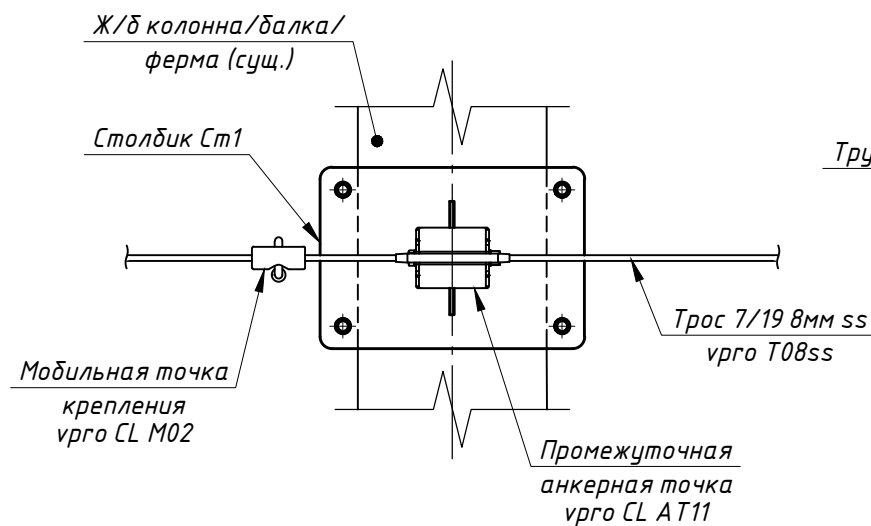 Ж/б колонна/балка/
ферма (сущ.)
Столбик Ст1
Тру
Трос 7/19 8мм ss
vpro T08ss
Мобильная точка
крепления
vpro CL M02
Промежуточная
анкерная точка
vpro CL AT11